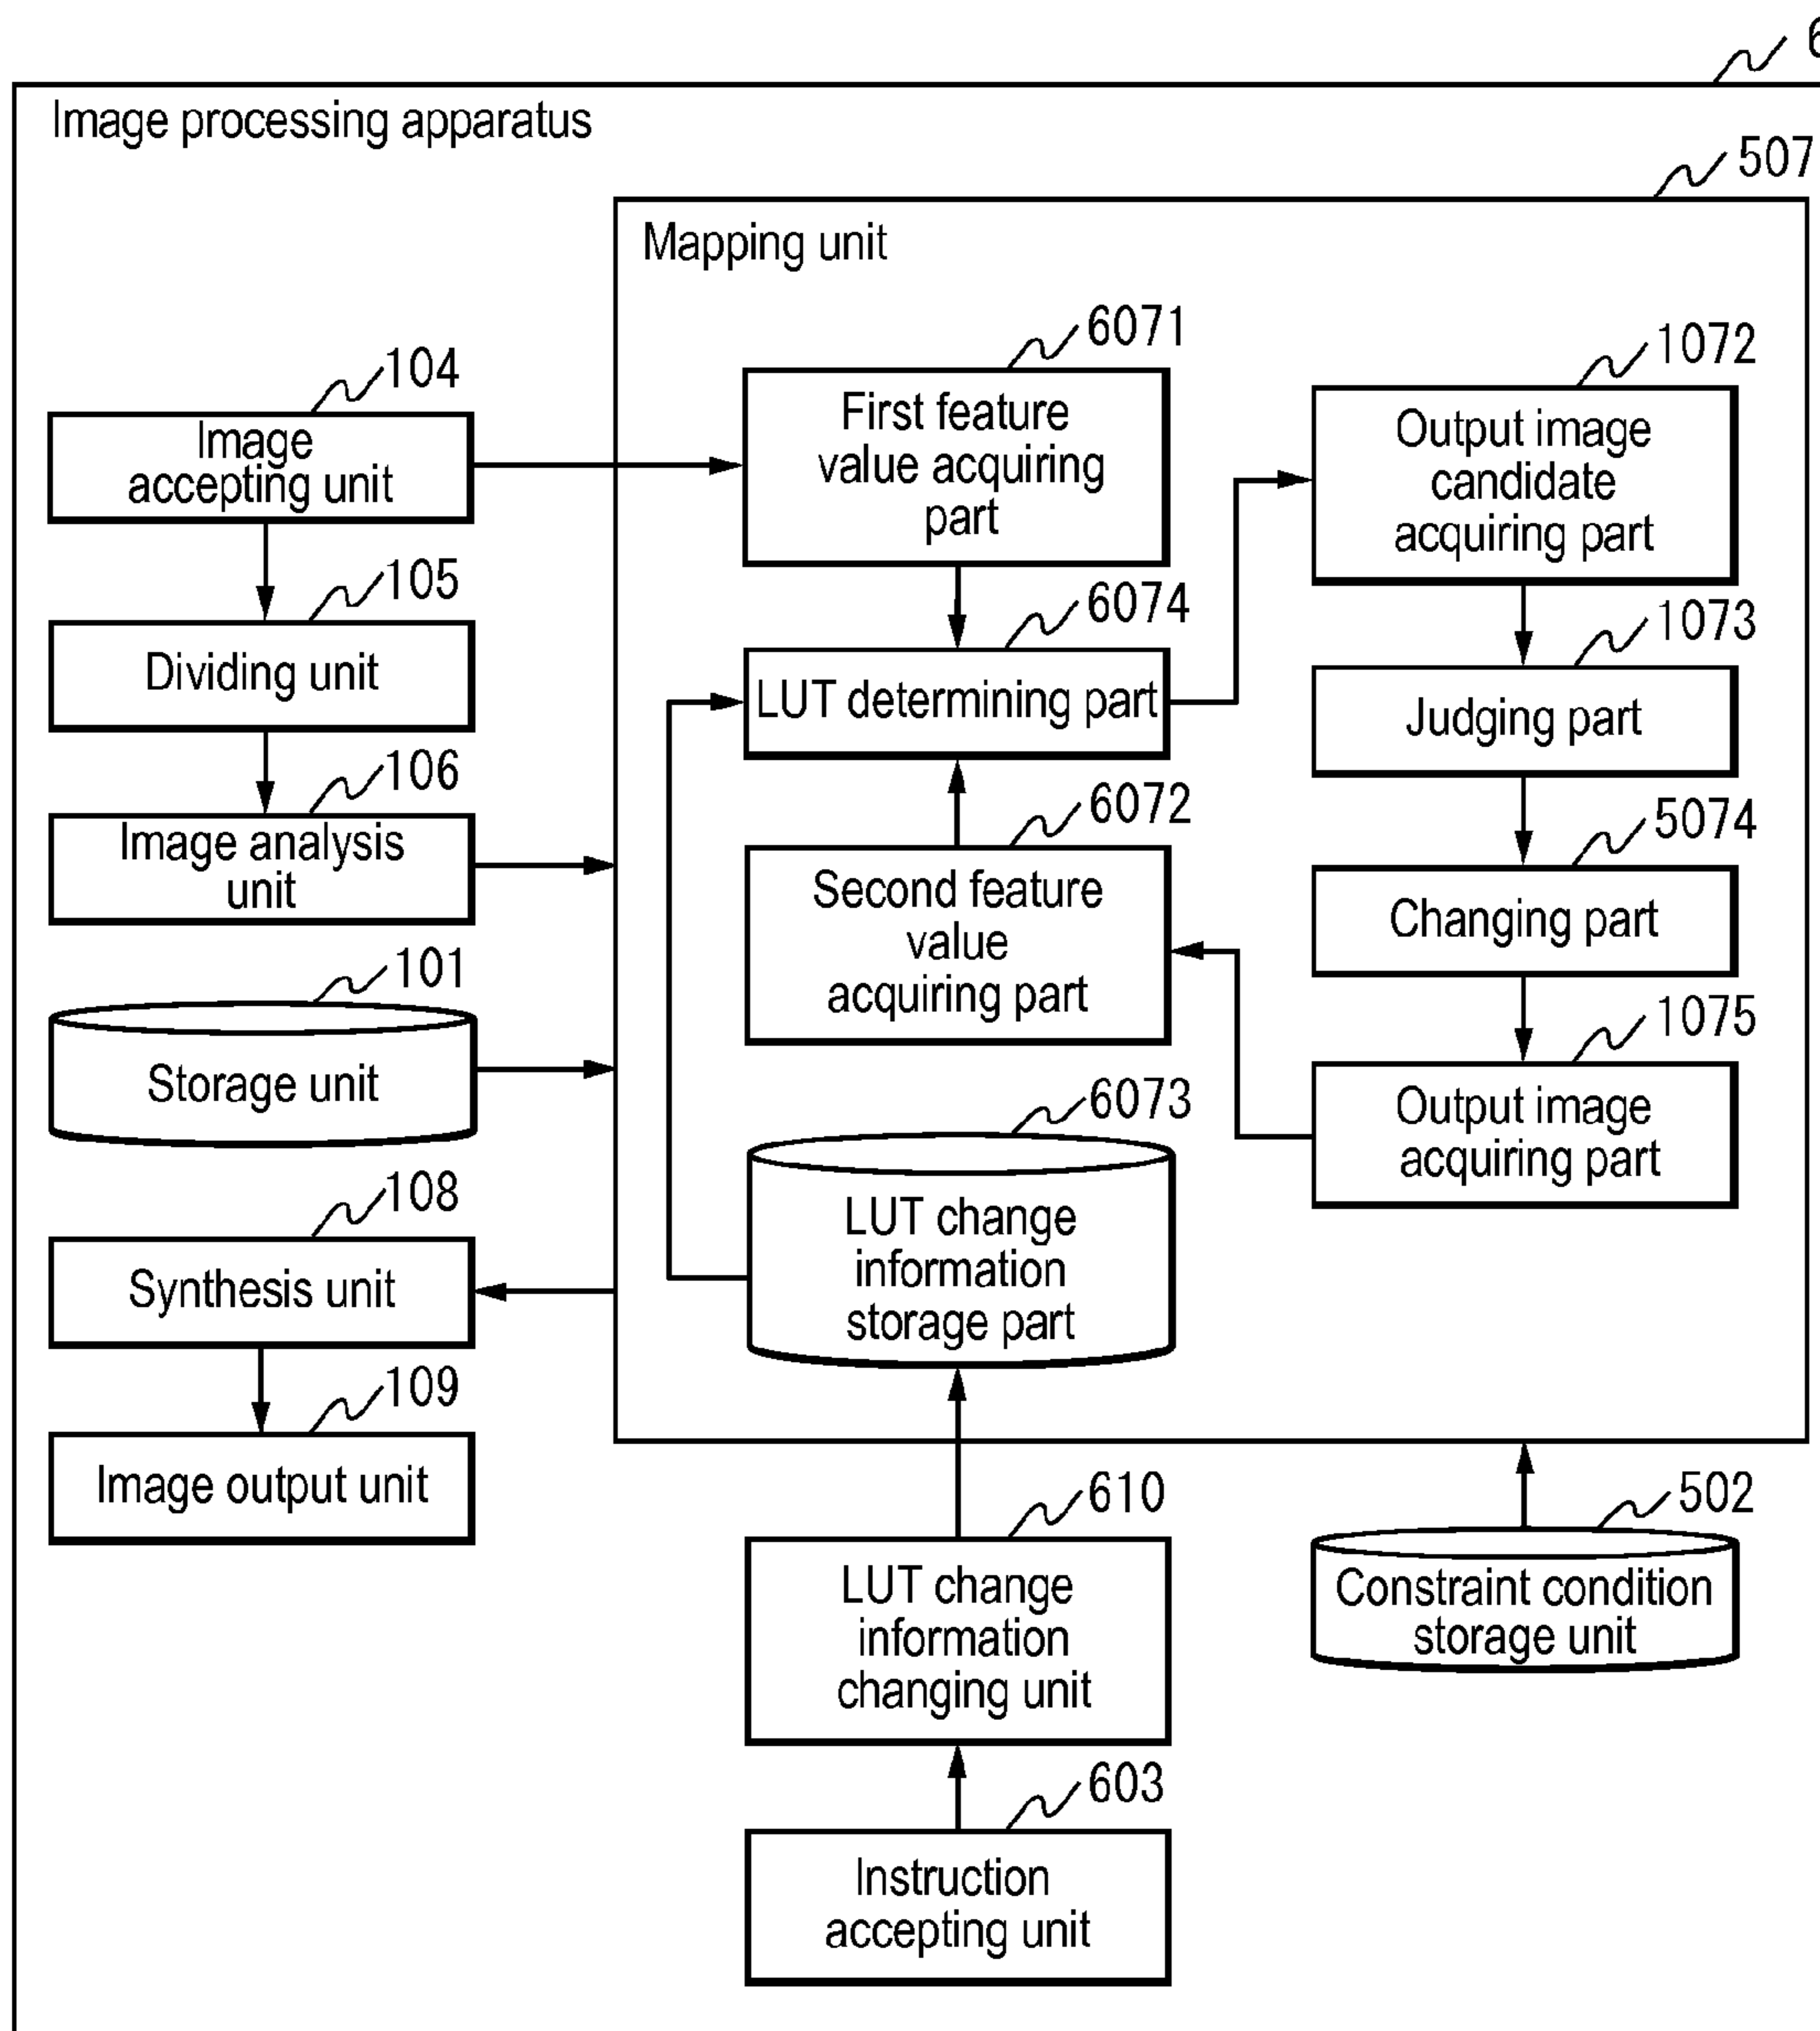 6
Image processing apparatus
507
Mapping unit
104
Image
accepting unit
6071
First feature
value acquiring
part
1072
Output image
candidate
acquiring part
105
Dividing unit
6074
LUT determining part
1073
Judging part
106
Image analysis
unit
6072
Second feature
value
acquiring part
5074
Changing part
101
Storage unit
6073
LUT change
information
storage part
1075
Output image
acquiring part
108
Synthesis unit
109
Image output unit
610
LUT change
information
changing unit
502
Constraint condition
storage unit
603
Instruction
accepting unit